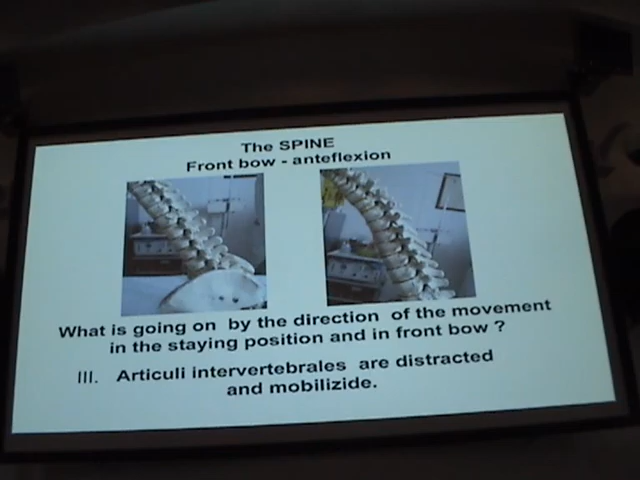 The SPINE
Front bow - anteflexion
What is going on by the direction of the movement
in the staying position and in front bow ?
III. Articuli intervertebrales are distracted
and mobilizide.